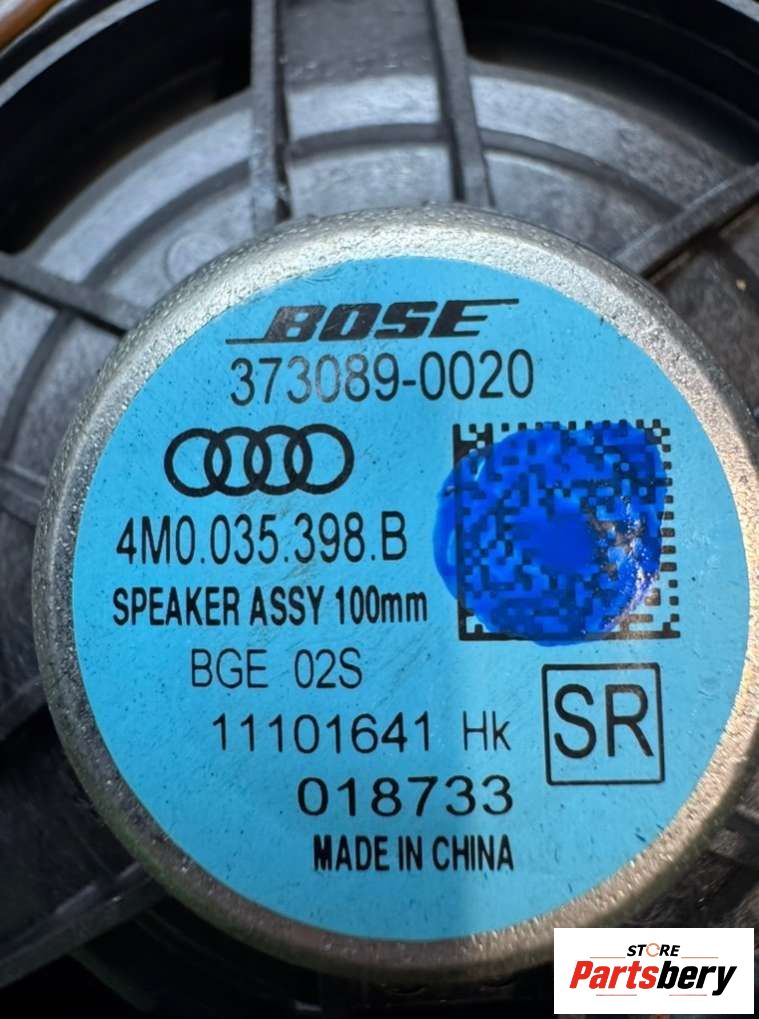 BOSE
373089-0020
4M0.035.398.B
SPEAKER ASSY 100mm
BGE 02S
11101641 Hk
SR
018733
MADE IN CHINA
STORE
Partsbery